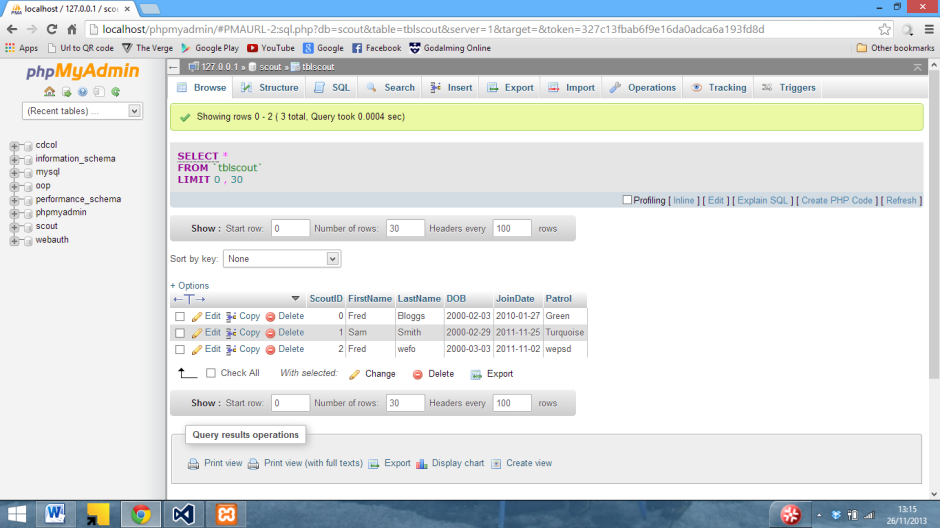 localhost / 127.0.0.1 / scou
localhost/phpmyadmin/#PMAURL-2:sql.php?db=scout&table=tblscout&server=1&target=&token=327c13fbab6f9e16da0adca6a193fd8d
Apps Url to QR code The Verge Google Play YouTube Google Facebook Godalming Online Other bookmarks
phpMyAdmin
(Recent tables) ...
cdcol
information_schema
mysql
oop
performance_schema
phpmyadmin
scout
webauth
127.0.0.1 » scout » tblscout
Browse Structure SQL Search Insert Export Import Operations Tracking Triggers
Showing rows 0 - 2 ( 3 total, Query took 0.0004 sec)
SELECT *
FROM `tblscout`
LIMIT 0 , 30
Profiling [ Inline ] [ Edit ] [ Explain SQL ] [ Create PHP Code ] [ Refresh ]
Show : Start row: 0 Number of rows: 30 Headers every 100 rows
Sort by key: None
+ Options
←T→ ScoutID FirstName LastName DOB JoinDate Patrol
Edit Copy Delete 0 Fred Bloggs 2000-02-03 2010-01-27 Green
Edit Copy Delete 1 Sam Smith 2000-02-29 2011-11-25 Turquoise
Edit Copy Delete 2 Fred wefo 2000-03-03 2011-11-02 wepsd
Check All With selected: Change Delete Export
Show : Start row: 0 Number of rows: 30 Headers every 100 rows
Query results operations
Print view Print view (with full texts) Export Display chart Create view
13:15
26/11/2013